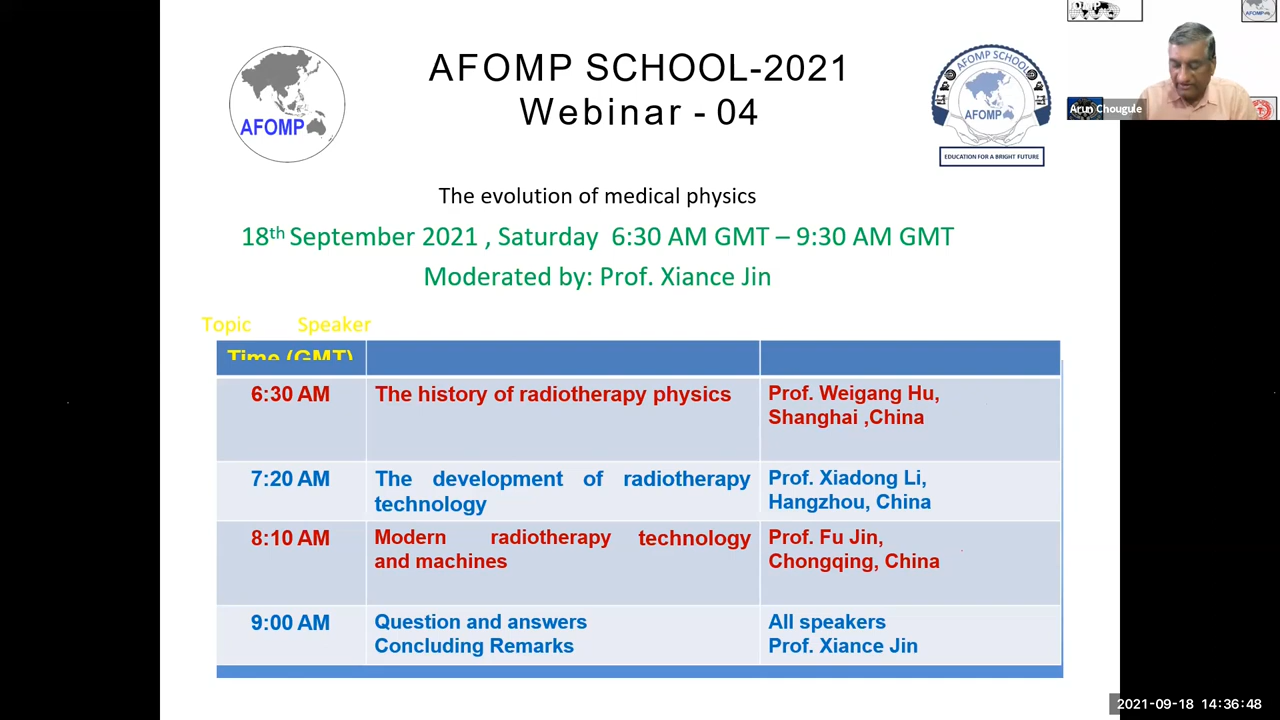 AFOMP SCHOOL-2021
Webinar - 04
AFOMP
AFOMP SCHOOL
AFOMP
EDUCATION FOR A BRIGHT FUTURE
Arun Chougule
The evolution of medical physics
18th September 2021 , Saturday 6:30 AM GMT – 9:30 AM GMT
Moderated by: Prof. Xiance Jin
Topic Speaker
Time (GMT)
6:30 AM The history of radiotherapy physics Prof. Weigang Hu,
Shanghai ,China
7:20 AM The development of radiotherapy Prof. Xiadong Li,
technology Hangzhou, China
8:10 AM Modern radiotherapy technology Prof. Fu Jin,
and machines Chongqing, China
9:00 AM Question and answers All speakers
Concluding Remarks Prof. Xiance Jin
2021-09-18 14:36:48